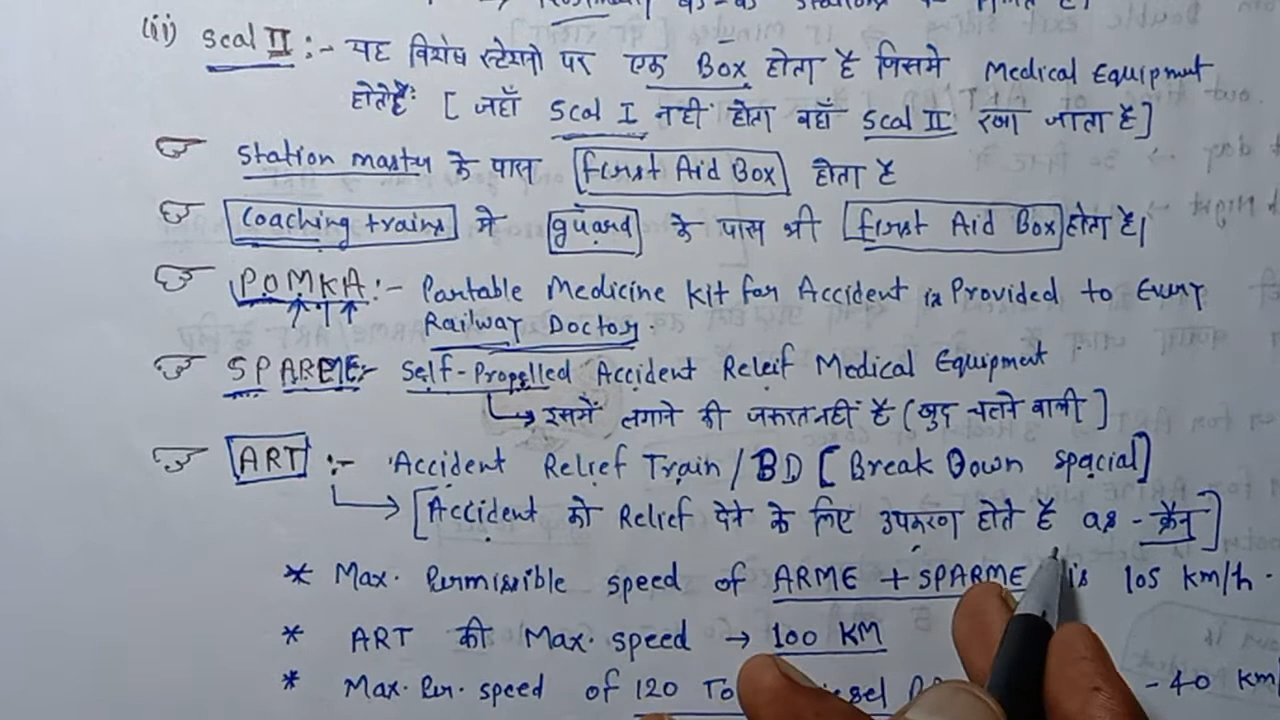 (ii) Scal II :- यह विशेष स्टेशनो पर एक Box होता है जिसमे Medical Equipment
होते हैं: [ जहाँ Scal I नहीं होता वहाँ Scal II रखा जाता है ]
Station master के पास First Aid Box होता है
Coaching trains मे guard के पास भी First Aid Box होता है।
POMKA :- Portable Medicine Kit for Accident is Provided to Every
Railway Doctor.
SPARME:- Self-Propelled Accident Releif Medical Equipment
इसमें लगाने की जरूरत नहीं है (खुद चलने वाली ]
ART :- Accident Relief Train / BD [ Break Down spacial ]
[ Accident को Relief देने के लिए उपकरण होते है as - क्रेन ]
* Max. Permissible speed of ARME + SPARME is 105 km/h.
* ART की Max. speed → 100 KM
* Max. Per. speed of 120 To - 40 km/